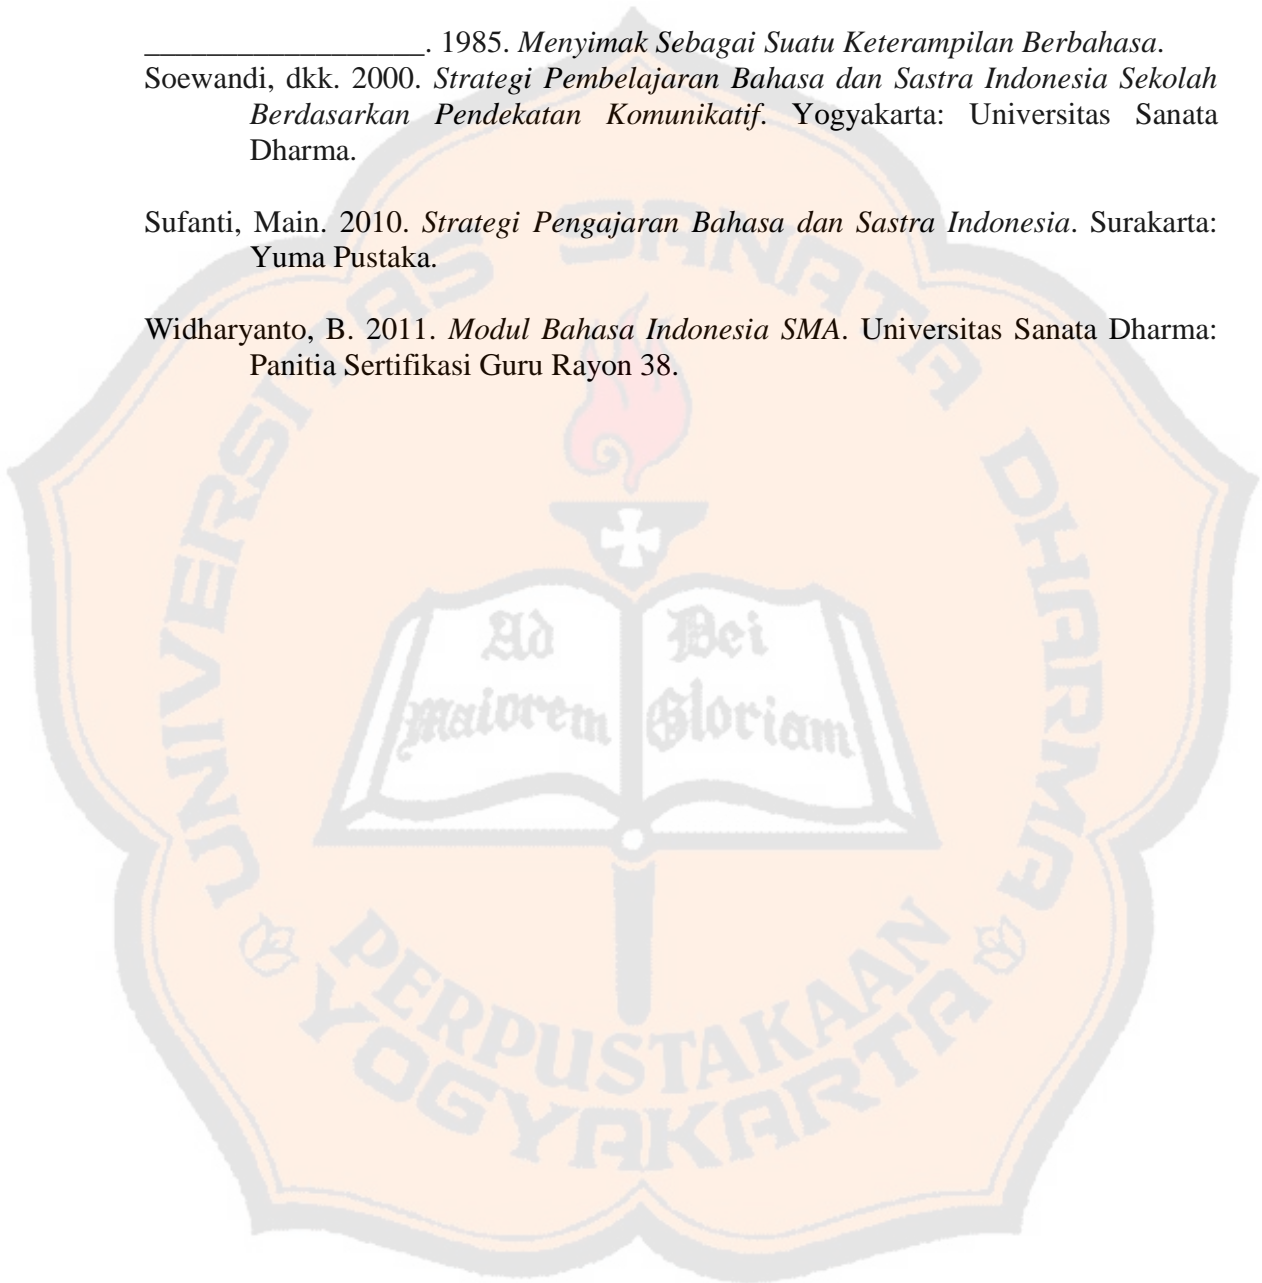 __________________. 1985. Menyimak Sebagai Suatu Keterampilan Berbahasa.
Soewandi, dkk. 2000. Strategi Pembelajaran Bahasa dan Sastra Indonesia Sekolah
Berdasarkan Pendekatan Komunikatif. Yogyakarta: Universitas Sanata
Dharma.
Sufanti, Main. 2010. Strategi Pengajaran Bahasa dan Sastra Indonesia. Surakarta:
Yuma Pustaka.
Widharyanto, B. 2011. Modul Bahasa Indonesia SMA. Universitas Sanata Dharma:
Panitia Sertifikasi Guru Rayon 38.
UNIVERSITAS SANATA DHARMA
Ad
maiorem
Dei
Gloriam
PERPUSTAKAAN
YOGYAKARTA